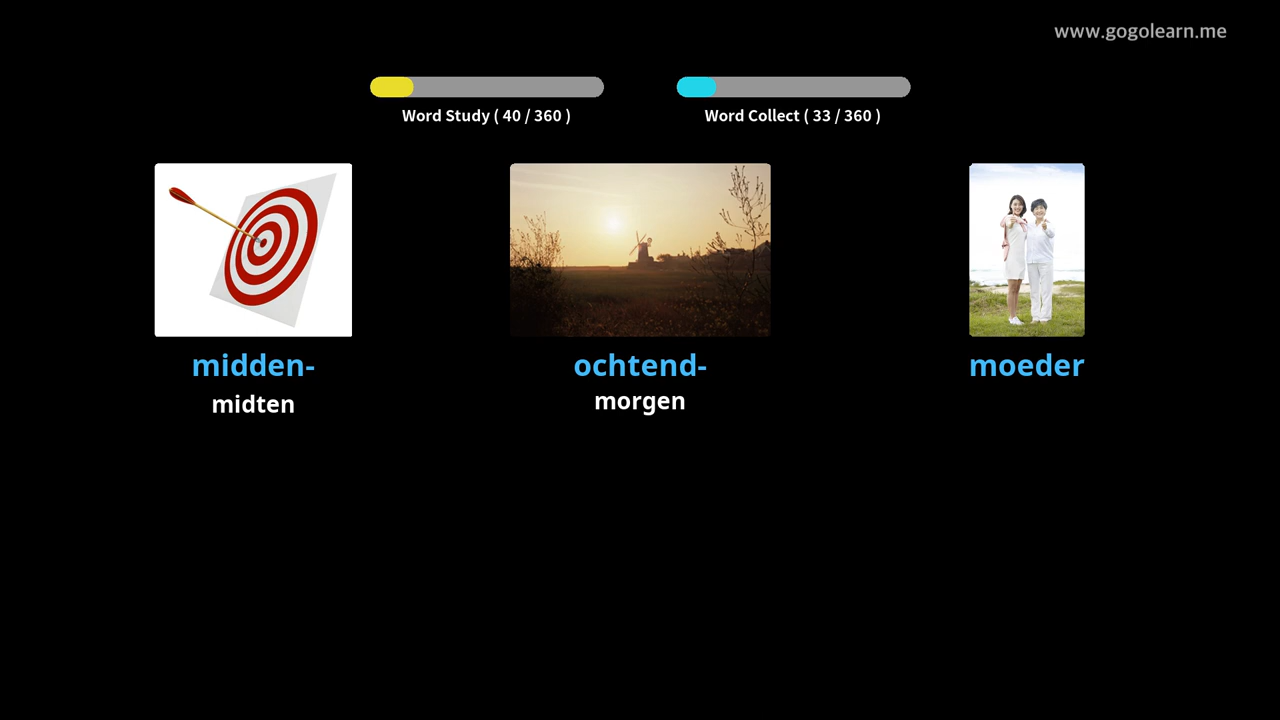 www.gogolearn.me
Word Study ( 40 / 360 )
Word Collect ( 33 / 360 )
midden-
ochtend-
moeder
midten
morgen